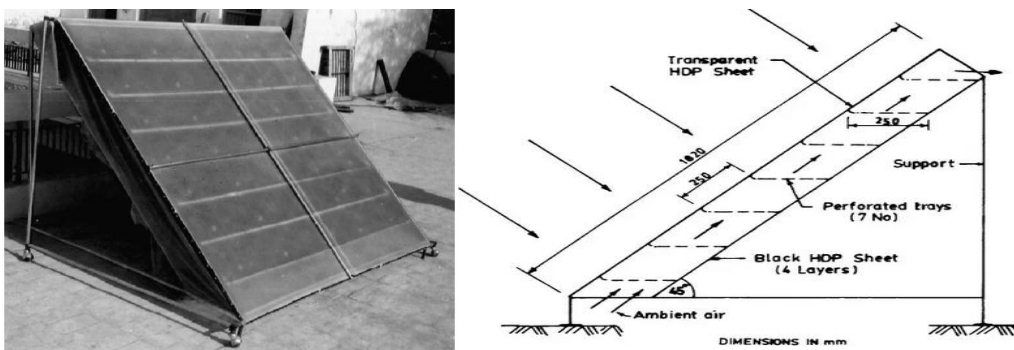 Transparent
HDP Sheet
250
1820
250
Support
Perforated trays
(7 No)
Black HDP Sheet
(4 Layers)
45°
Ambient air
DIMENSIONS IN mm